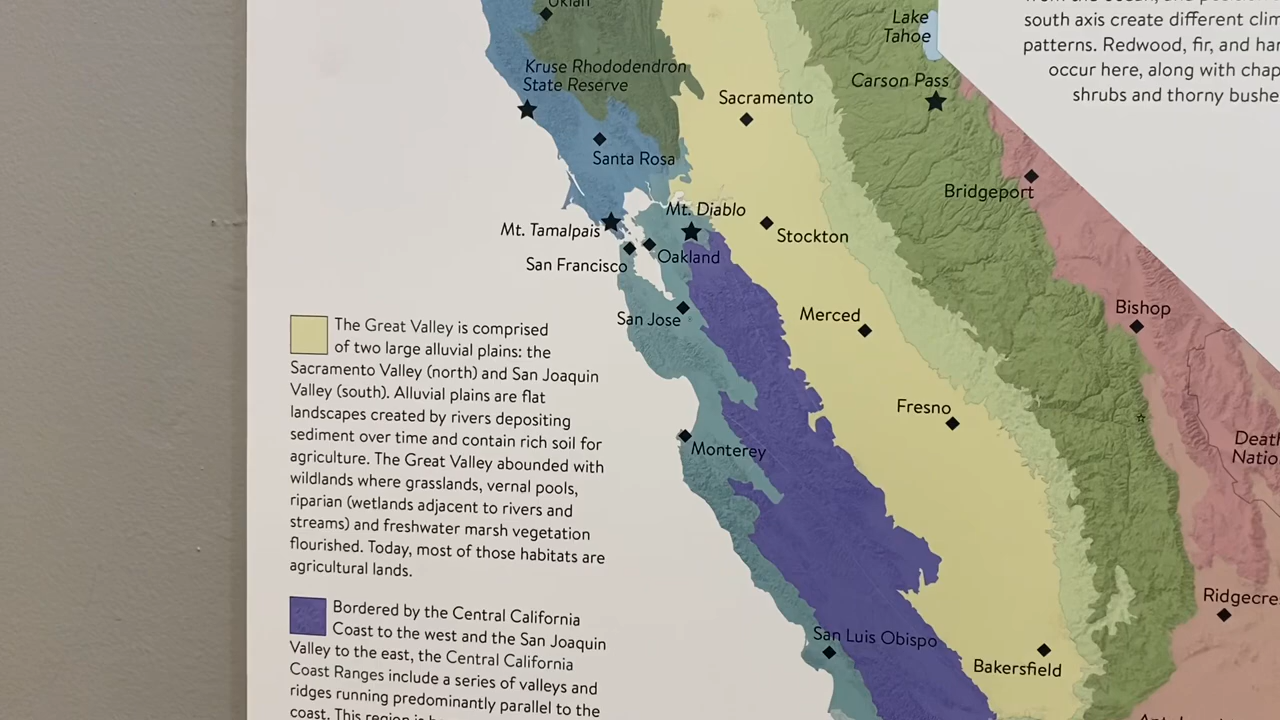 south axis create different clim
patterns. Redwood, fir, and har
occur here, along with chap
shrubs and thorny bushe
Ukiah
Lake
Tahoe
Kruse Rhododendron
State Reserve
Carson Pass
Sacramento
Santa Rosa
Bridgeport
Mt. Diablo
Mt. Tamalpais
Stockton
Oakland
San Francisco
Bishop
Merced
San Jose
Fresno
Monterey
Death
Natio
Ridgecre
San Luis Obispo
Bakersfield
The Great Valley is comprised
of two large alluvial plains: the
Sacramento Valley (north) and San Joaquin
Valley (south). Alluvial plains are flat
landscapes created by rivers depositing
sediment over time and contain rich soil for
agriculture. The Great Valley abounded with
wildlands where grasslands, vernal pools,
riparian (wetlands adjacent to rivers and
streams) and freshwater marsh vegetation
flourished. Today, most of those habitats are
agricultural lands.
Bordered by the Central California
Coast to the west and the San Joaquin
Valley to the east, the Central California
Coast Ranges include a series of valleys and
ridges running predominantly parallel to the
coast. This region is